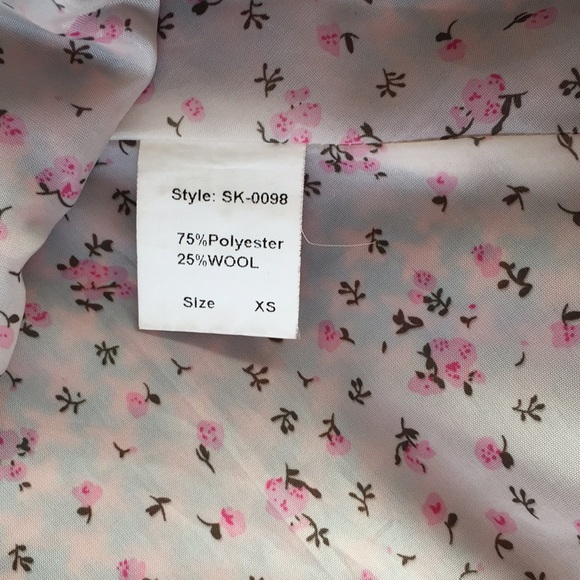 Style: SK-0098
75%Polyester
25%WOOL
Size XS